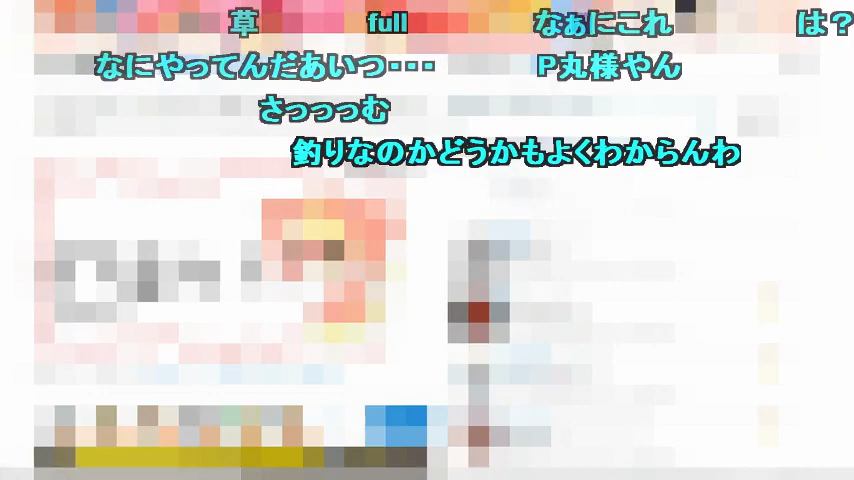 草 full なぁにこれ は？
なにやってんだあいつ・・・ Ｐ丸様やん
さっっっむ
釣りなのかどうかもよくわからんわ